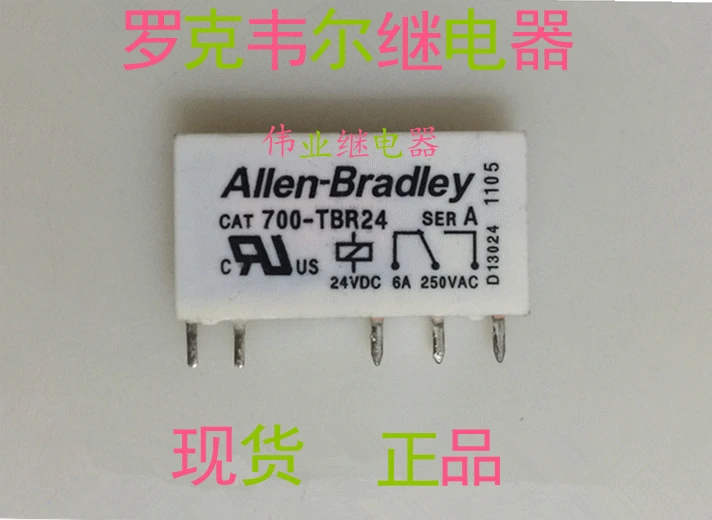 罗克韦尔继电器
伟业继电器
Allen-Bradley
CAT 700-TBR24 SER A
C RU US
24VDC 6A 250VAC
D13024 1105
现货 正品